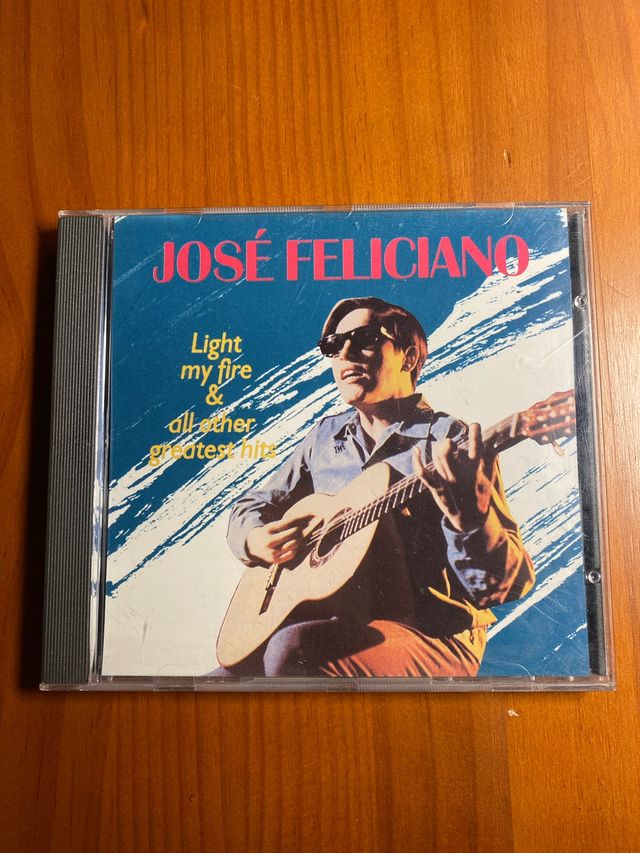 JOSÉ FELICIANO
Light
my fire
&
all other
greatest hits